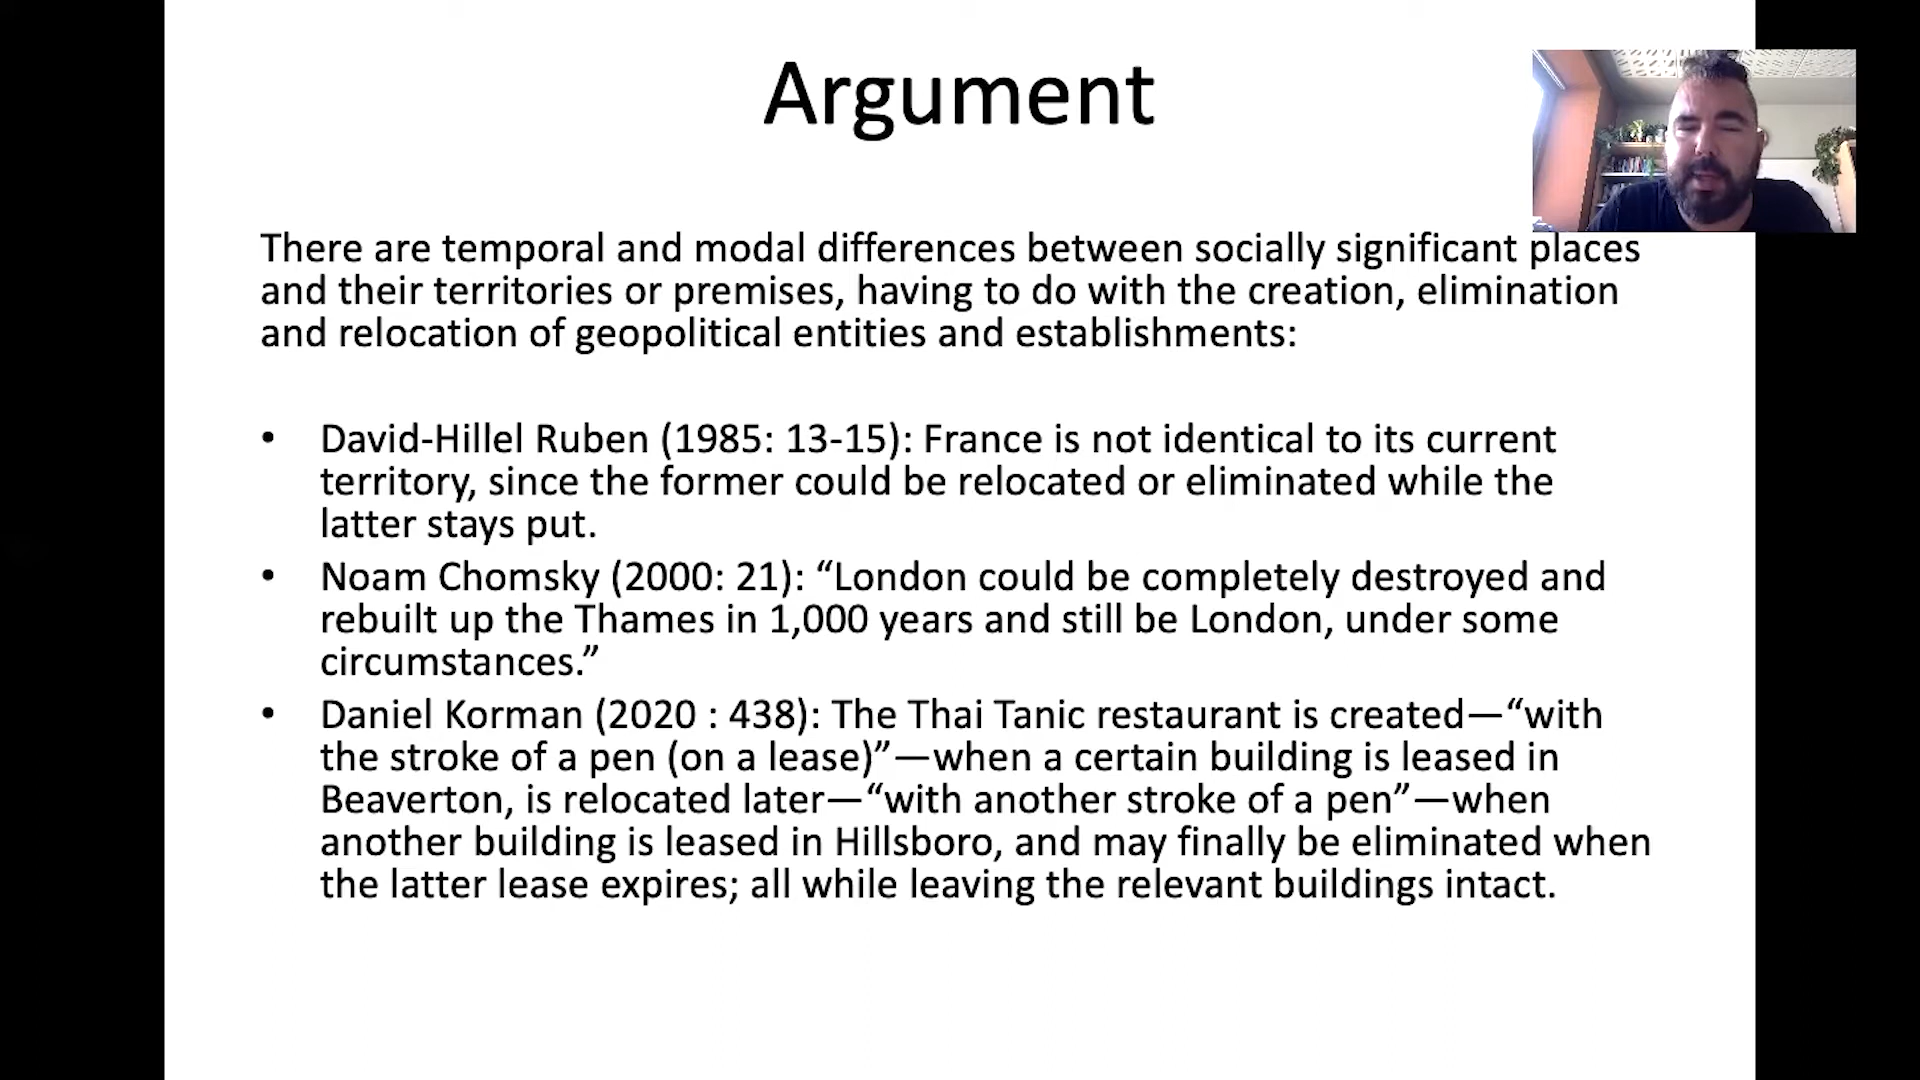 Argument
There are temporal and modal differences between socially significant places
and their territories or premises, having to do with the creation, elimination
and relocation of geopolitical entities and establishments:
• David-Hillel Ruben (1985: 13-15): France is not identical to its current
territory, since the former could be relocated or eliminated while the
latter stays put.
• Noam Chomsky (2000: 21): “London could be completely destroyed and
rebuilt up the Thames in 1,000 years and still be London, under some
circumstances.”
• Daniel Korman (2020 : 438): The Thai Tanic restaurant is created—“with
the stroke of a pen (on a lease)”—when a certain building is leased in
Beaverton, is relocated later—“with another stroke of a pen”—when
another building is leased in Hillsboro, and may finally be eliminated when
the latter lease expires; all while leaving the relevant buildings intact.